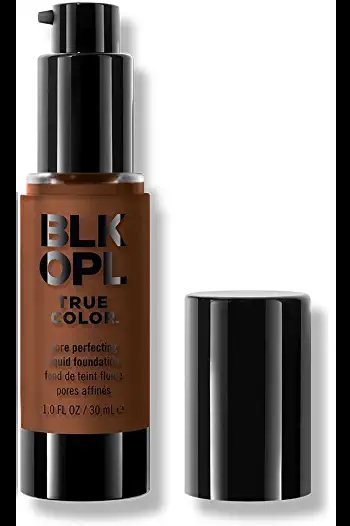 BLK
OPL
TRUE
COLOR.
pore perfecting
liquid foundation
fond de teint fluide
pores affinés
1.0 FL OZ / 30 mL ℮